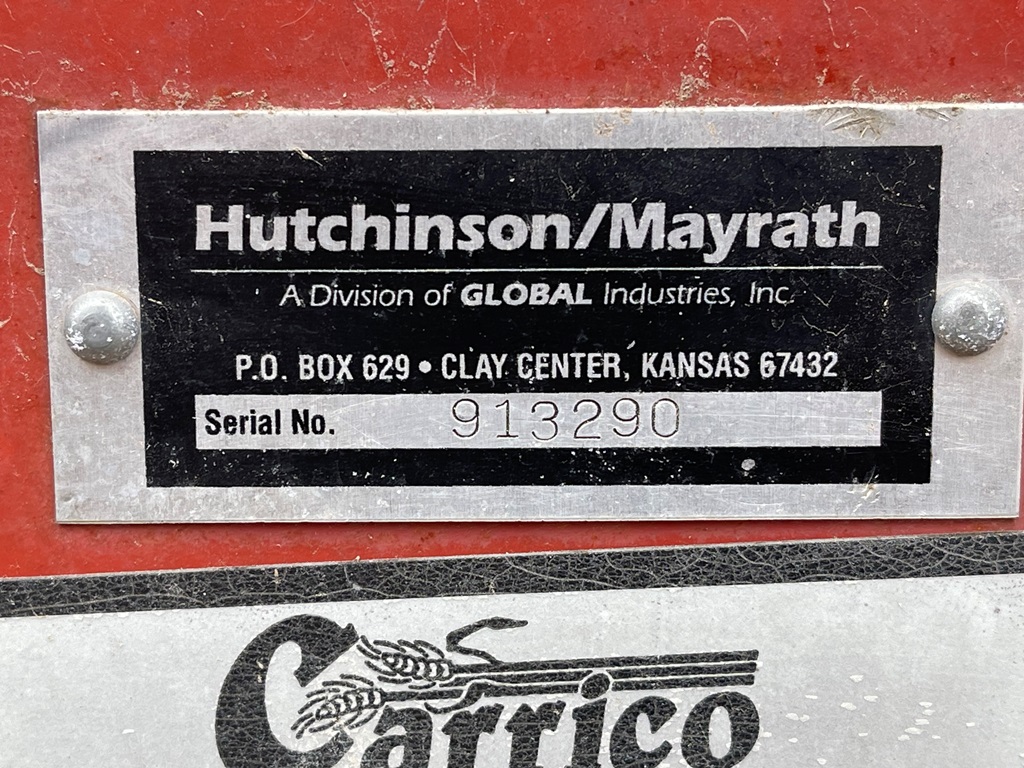 Hutchinson/Mayrath
A Division of GLOBAL Industries, Inc.
P.O. BOX 629 • CLAY CENTER, KANSAS 67432
Serial No. 913290
Carrico